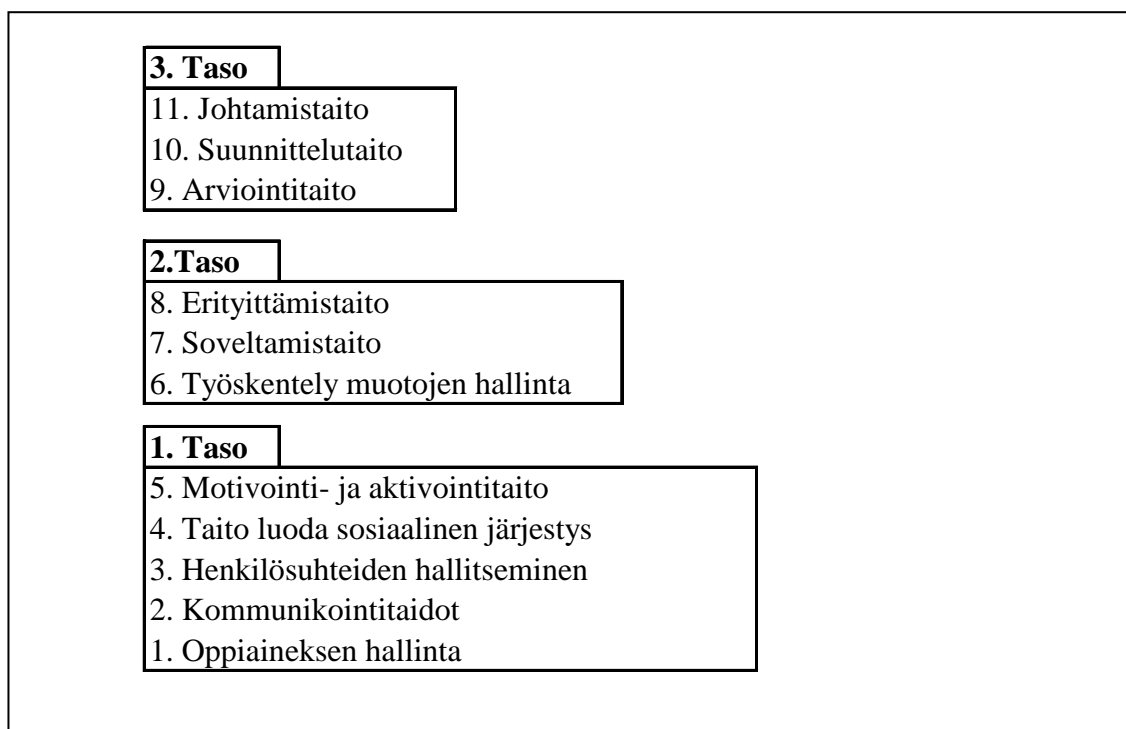 3. Taso
11. Johtamistaito
10. Suunnittelutaito
9. Arviointitaito
2.Taso
8. Erityittämistaito
7. Soveltamistaito
6. Työskentely muotojen hallinta
1. Taso
5. Motivointi- ja aktivointitaito
4. Taito luoda sosiaalinen järjestys
3. Henkilösuhteiden hallitseminen
2. Kommunikointitaidot
1. Oppiaineksen hallinta